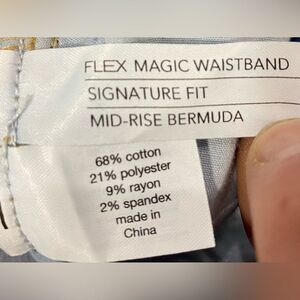 FLEX MAGIC WAISTBAND
SIGNATURE FIT
MID-RISE BERMUDA
68% cotton
21% polyester
9% rayon
2% spandex
made in
China